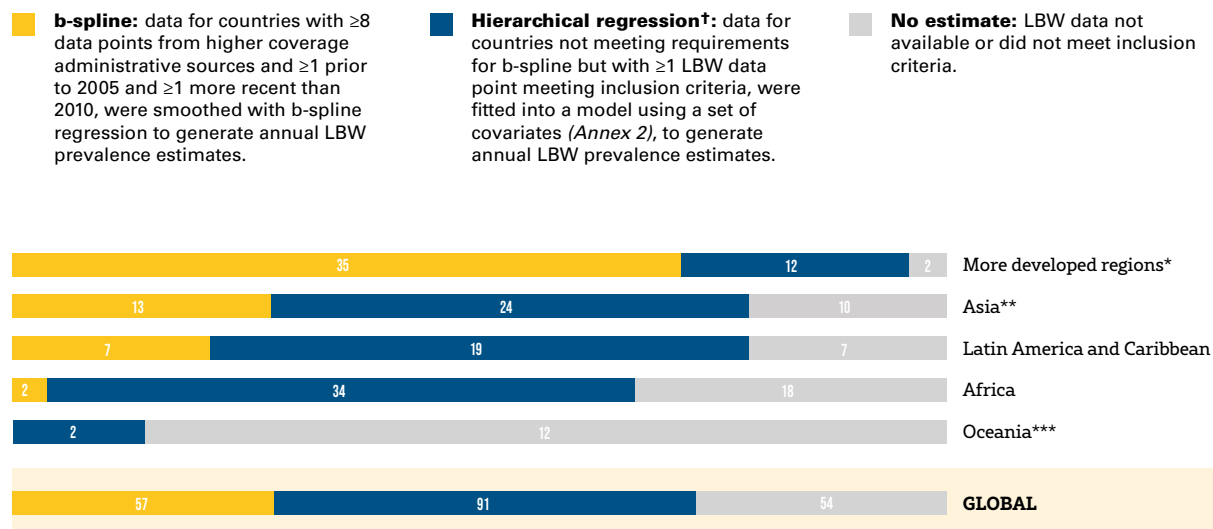 b-spline: data for countries with ≥8
data points from higher coverage
administrative sources and ≥1 prior
to 2005 and ≥1 more recent than
2010, were smoothed with b-spline
regression to generate annual LBW
prevalence estimates.
Hierarchical regression†: data for
countries not meeting requirements
for b-spline but with ≥1 LBW data
point meeting inclusion criteria, were
fitted into a model using a set of
covariates (Annex 2), to generate
annual LBW prevalence estimates.
No estimate: LBW data not
available or did not meet inclusion
criteria.
35 12 2 More developed regions*
13 24 10 Asia**
7 19 7 Latin America and Caribbean
2 34 18 Africa
2 12 Oceania***
57 91 54 GLOBAL